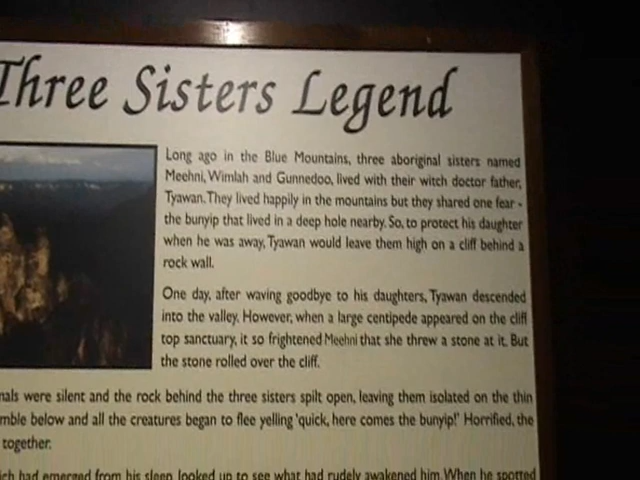 Three Sisters Legend
Long ago in the Blue Mountains, three aboriginal sisters named
Meehni, Wimlah and Gunnedoo, lived with their witch doctor father,
Tyawan. They lived happily in the mountains but they shared one fear -
the bunyip that lived in a deep hole nearby. So, to protect his daughter
when he was away, Tyawan would leave them high on a cliff behind a
rock wall.
One day, after waving goodbye to his daughters, Tyawan descended
into the valley. However, when a large centipede appeared on the cliff
top sanctuary, it so frightened Meehni that she threw a stone at it. But
the stone rolled over the cliff.
were silent and the rock behind the three sisters spilt open, leaving them isolated on the thin
below and all the creatures began to flee yelling 'quick, here comes the bunyip!' Horrified, the
together.
had emerged from his sleep, looked up to see what had rudely awakened him. When he spotted